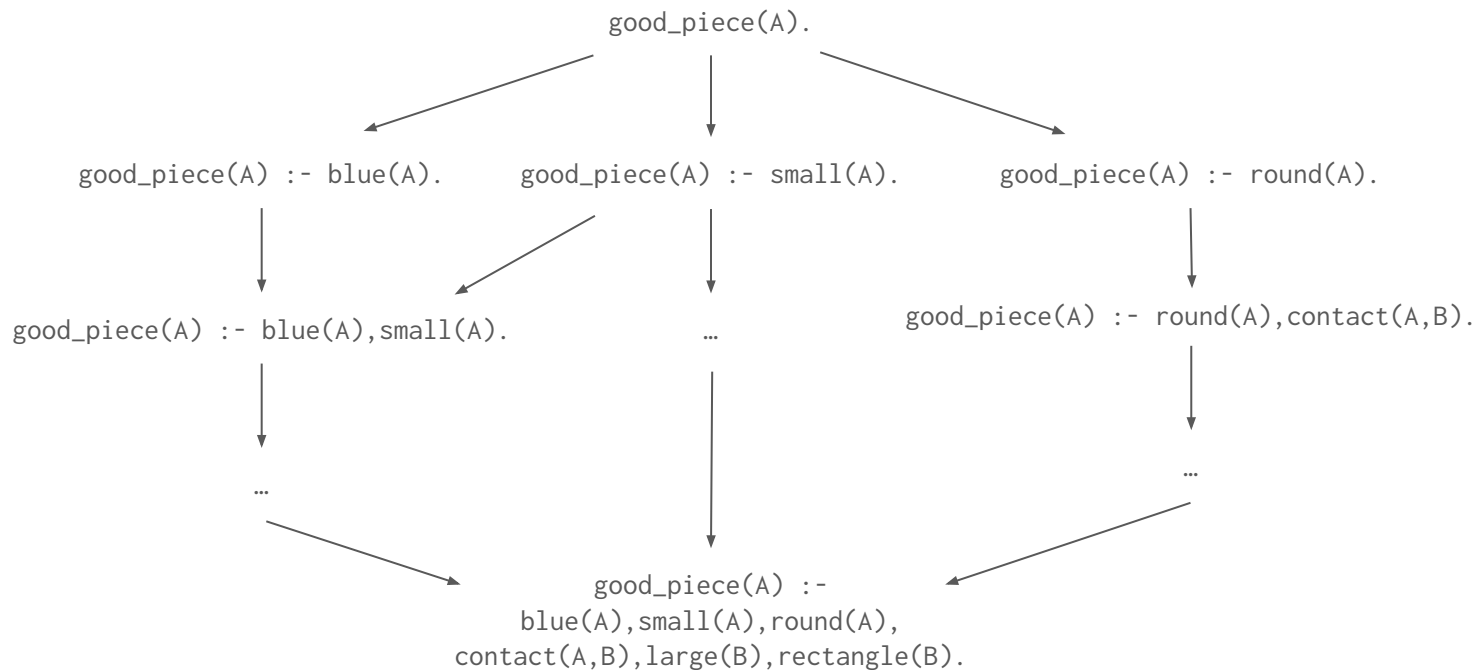 good_piece(A).
good_piece(A) :- blue(A).
good_piece(A) :- small(A).
good_piece(A) :- round(A).
good_piece(A) :- blue(A),small(A).
…
good_piece(A) :- round(A),contact(A,B).
…
…
good_piece(A) :-
blue(A),small(A),round(A),
contact(A,B),large(B),rectangle(B).